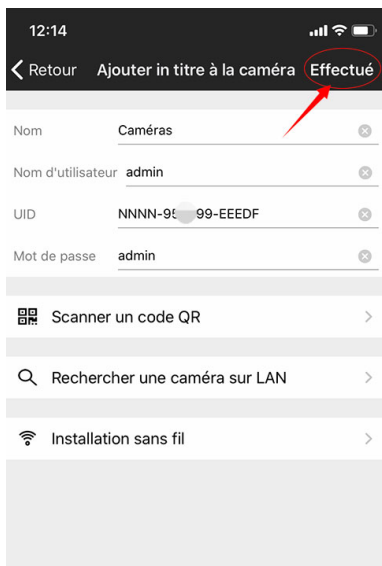 12:14
Retour Ajouter in titre à la caméra Effectué
Nom Caméras
Nom d'utilisateur admin
UID NNNN-95 99-EEEDF
Mot de passe admin
Scanner un code QR
Rechercher une caméra sur LAN
Installation sans fil